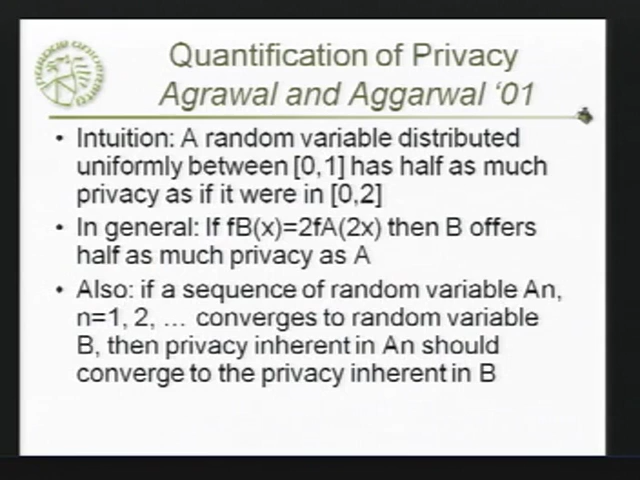 Quantification of Privacy
Agrawal and Aggarwal ‘01
• Intuition: A random variable distributed
uniformly between [0,1] has half as much
privacy as if it were in [0,2]
• In general: If fB(x)=2fA(2x) then B offers
half as much privacy as A
• Also: if a sequence of random variable An,
n=1, 2, … converges to random variable
B, then privacy inherent in An should
converge to the privacy inherent in B